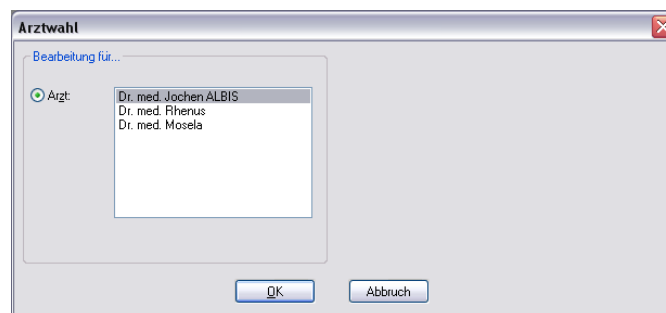 Arztwahl
Bearbeitung für...
Arzt:
Dr. med. Jochen ALBIS
Dr. med. Rhenus
Dr. med. Mosela
OK
Abbruch